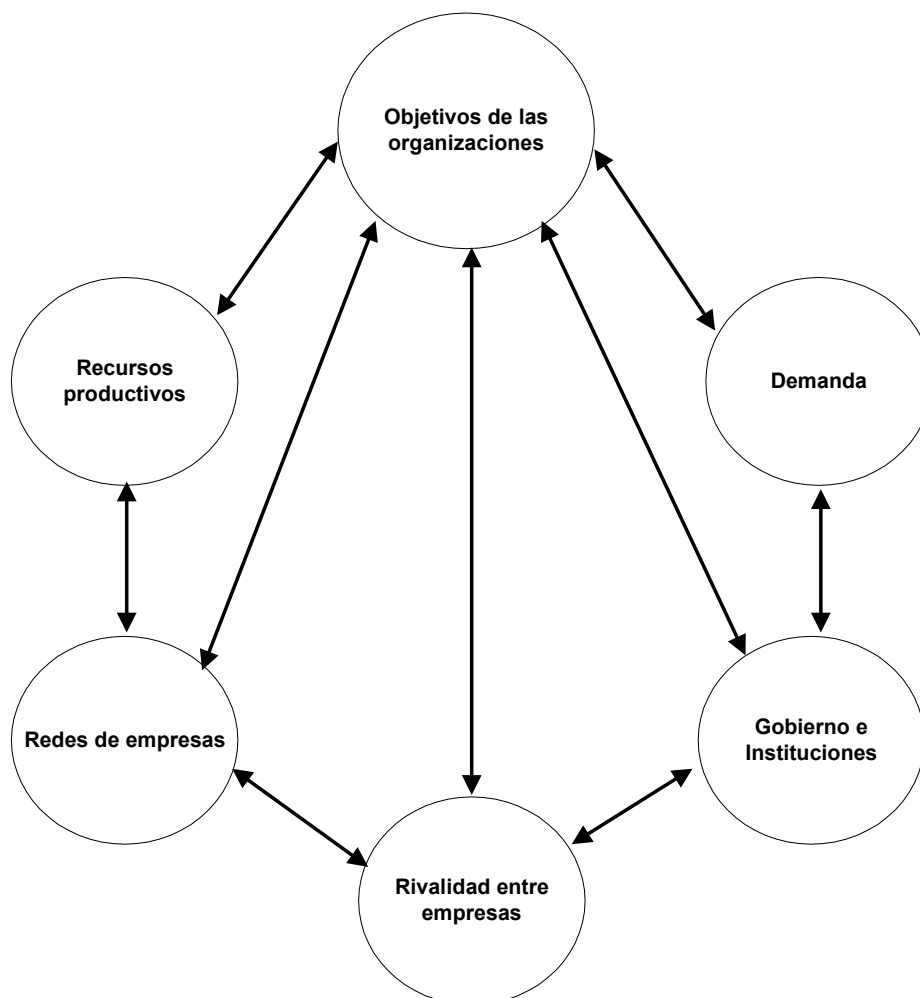 Objetivos de las
organizaciones
Recursos
productivos
Demanda
Redes de empresas
Gobierno e
Instituciones
Rivalidad entre
empresas